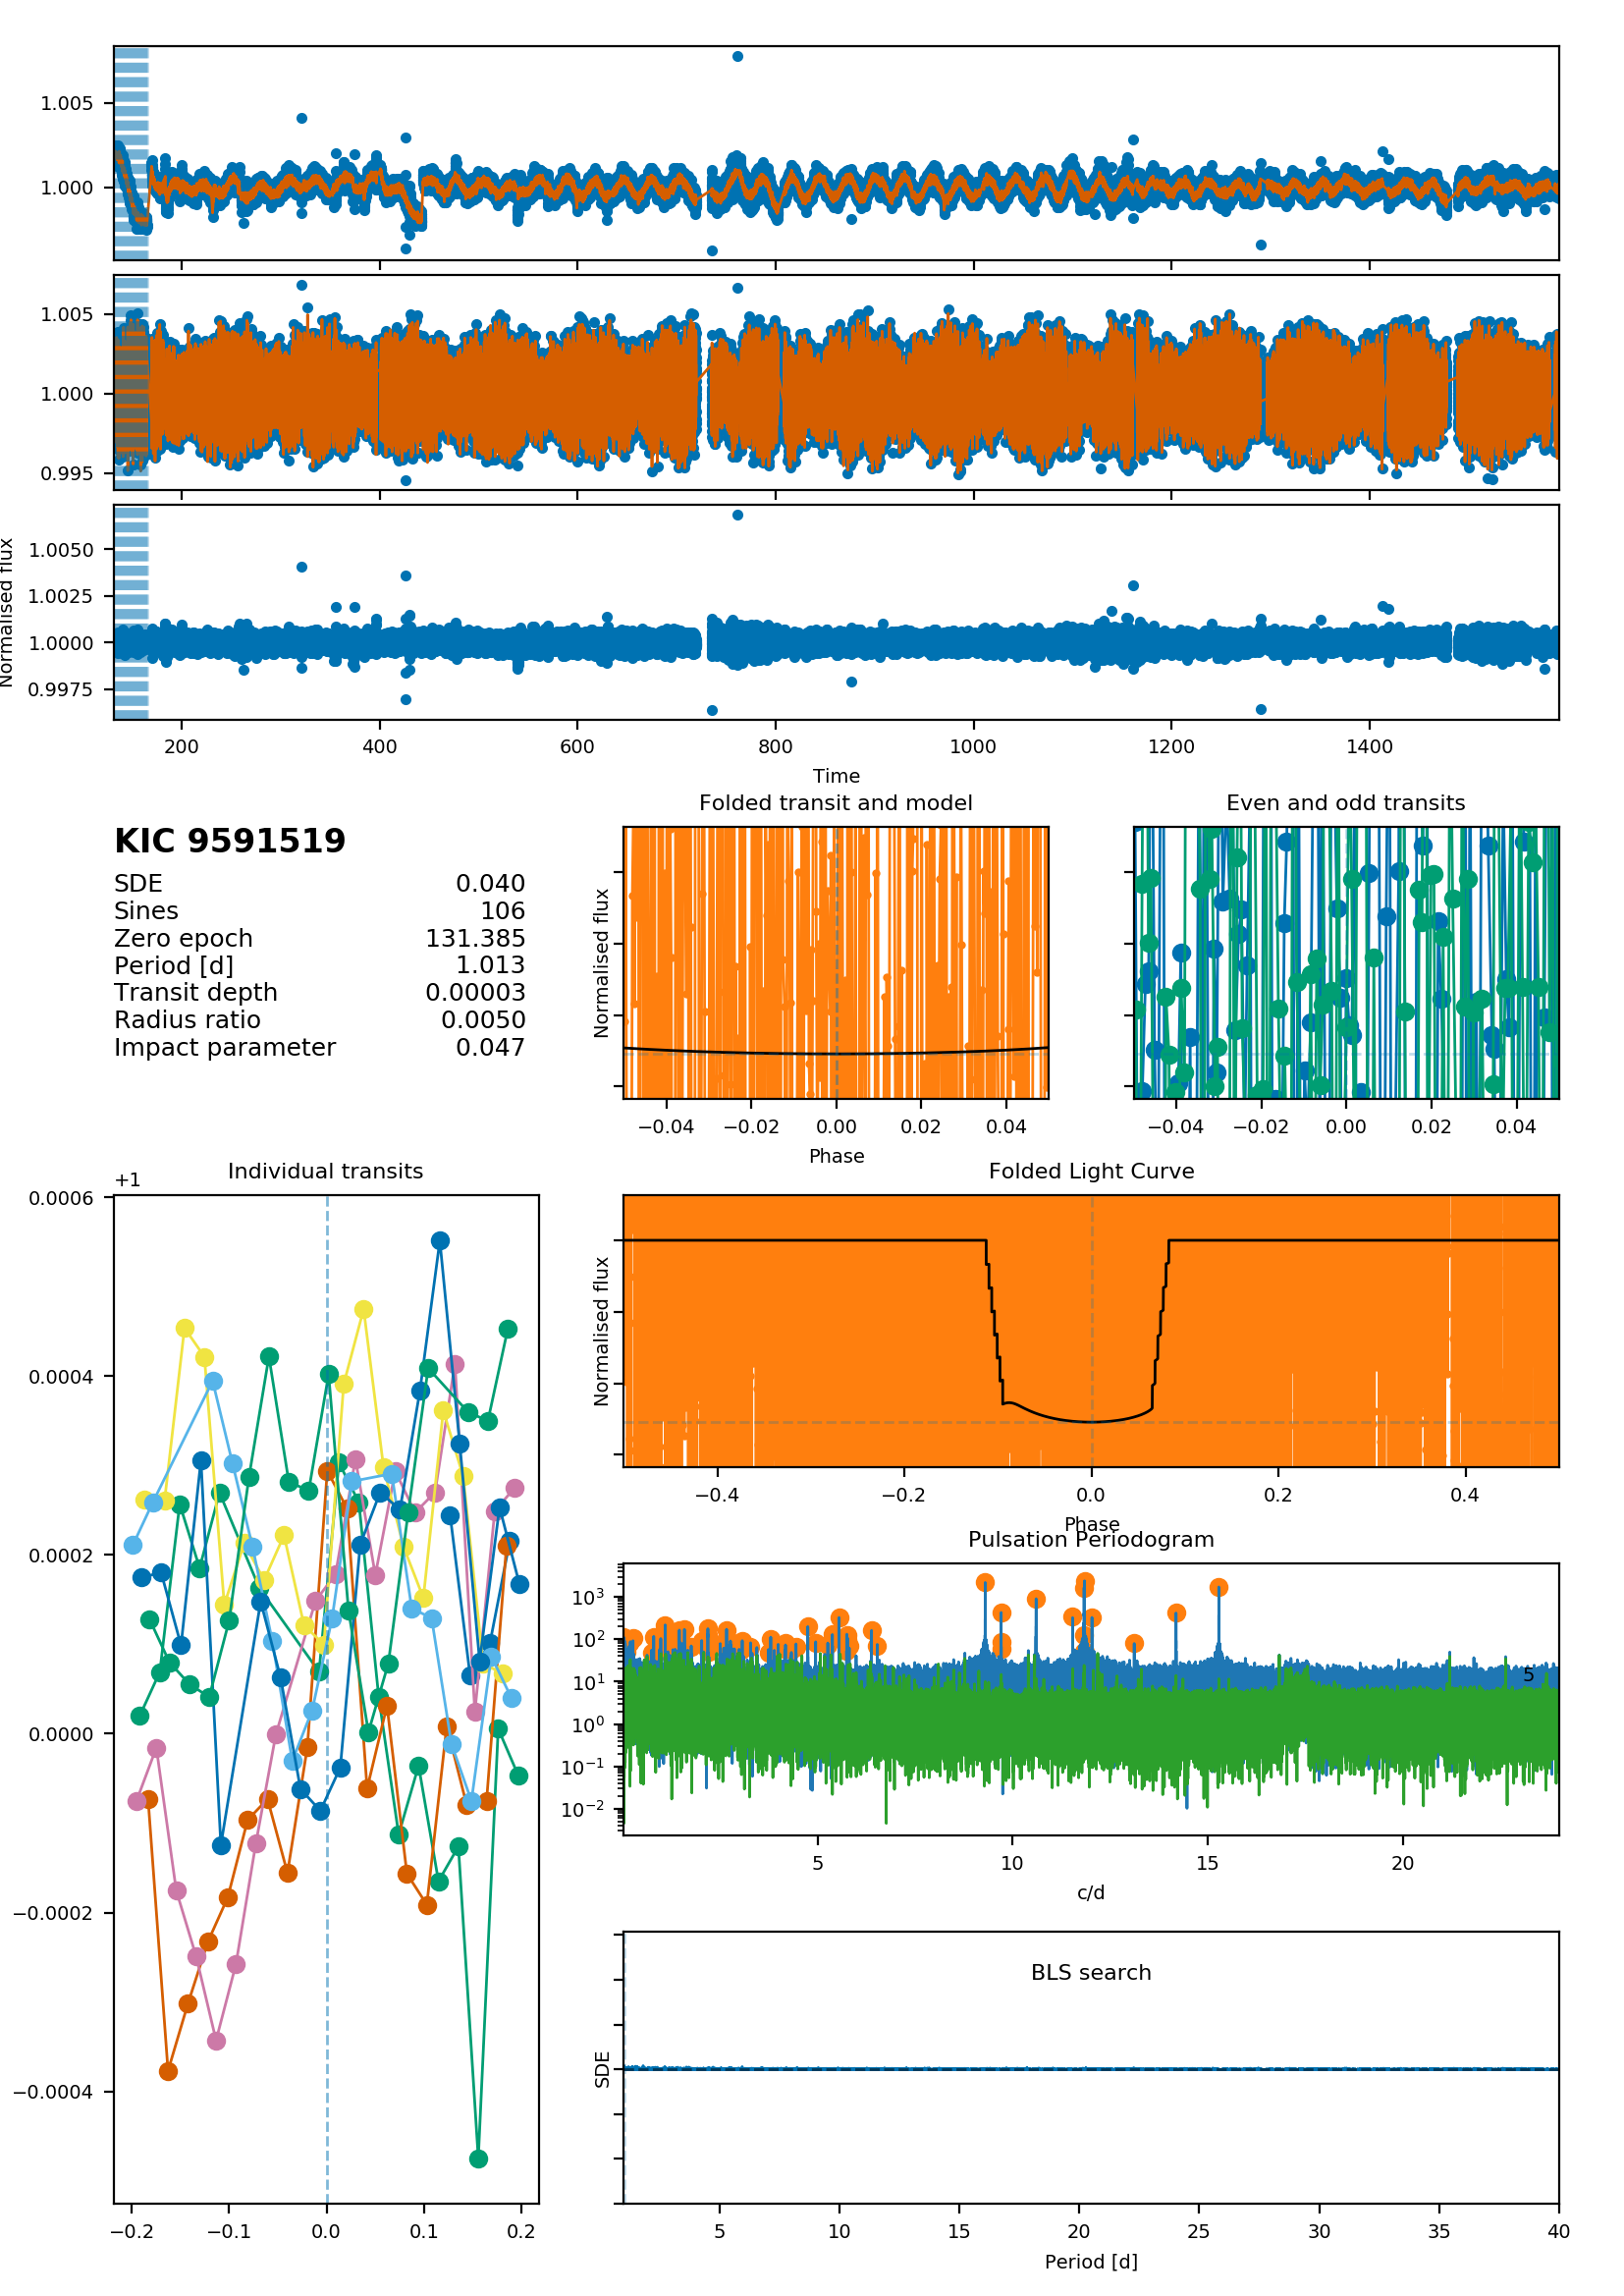 1.005
1.000
1.005
1.000
0.995
1.0050
1.0025
1.0000
0.9975
Normalised flux
200 400 600 800 1000 1200 1400
Time
KIC 9591519
SDE 0.040
Sines 106
Zero epoch 131.385
Period [d] 1.013
Transit depth 0.00003
Radius ratio 0.0050
Impact parameter 0.047
Folded transit and model
Normalised flux
−0.04 −0.02 0.00 0.02 0.04
Phase
Even and odd transits
−0.04 −0.02 0.00 0.02 0.04
Individual transits
+1
0.0006
0.0004
0.0002
0.0000
−0.0002
−0.0004
−0.2 −0.1 0.0 0.1 0.2
Folded Light Curve
Normalised flux
−0.4 −0.2 0.0 0.2 0.4
Phase
Pulsation Periodogram
10³
10²
10¹
10⁰
10⁻¹
10⁻²
5
5 10 15 20
c/d
BLS search
SDE
5 10 15 20 25 30 35 40
Period [d]